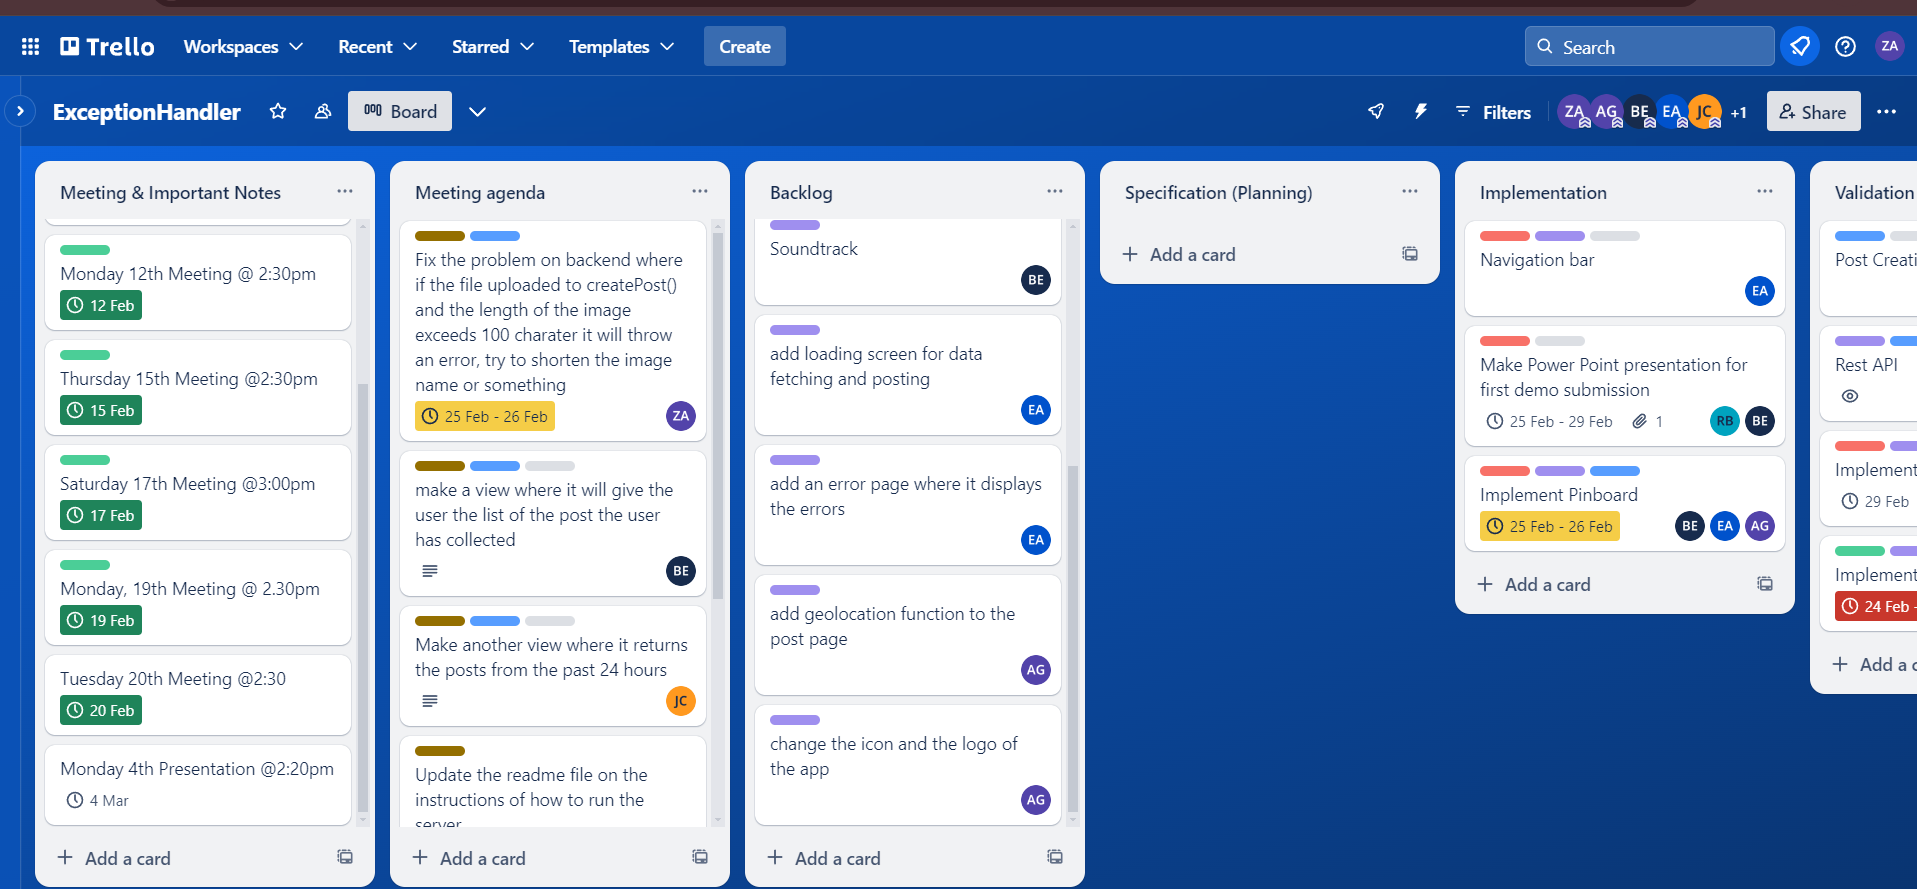 Trello
Workspaces
Recent
Starred
Templates
Create
Search
ZA
ExceptionHandler
Board
Filters
ZA
AG
BE
EA
JC
+1
Share
Meeting & Important Notes
Monday 12th Meeting @ 2:30pm
12 Feb
Thursday 15th Meeting @2:30pm
15 Feb
Saturday 17th Meeting @3:00pm
17 Feb
Monday, 19th Meeting @ 2.30pm
19 Feb
Tuesday 20th Meeting @2:30
20 Feb
Monday 4th Presentation @2:20pm
4 Mar
Add a card
Meeting agenda
Fix the problem on backend where
if the file uploaded to createPost()
and the length of the image
exceeds 100 charater it will throw
an error, try to shorten the image
name or something
25 Feb - 26 Feb
ZA
make a view where it will give the
user the list of the post the user
has collected
BE
Make another view where it returns
the posts from the past 24 hours
JC
Update the readme file on the
instructions of how to run the
server
Add a card
Backlog
Soundtrack
BE
add loading screen for data
fetching and posting
EA
add an error page where it displays
the errors
EA
add geolocation function to the
post page
AG
change the icon and the logo of
the app
AG
Add a card
Specification (Planning)
Add a card
Implementation
Navigation bar
EA
Make Power Point presentation for
first demo submission
25 Feb - 29 Feb
1
RB
BE
Implement Pinboard
25 Feb - 26 Feb
BE
EA
AG
Add a card
Validation
Post Creati
Rest API
Implement
29 Feb
Implement
24 Feb -
Add a c